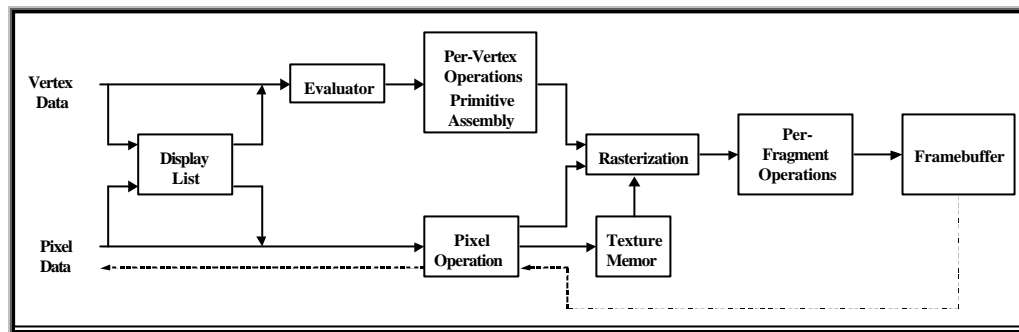 Vertex
Data
Evaluator
Per-Vertex
Operations
Primitive
Assembly
Display
List
Rasterization
Per-
Fragment
Operations
Framebuffer
Pixel
Data
Pixel
Operation
Texture
Memor